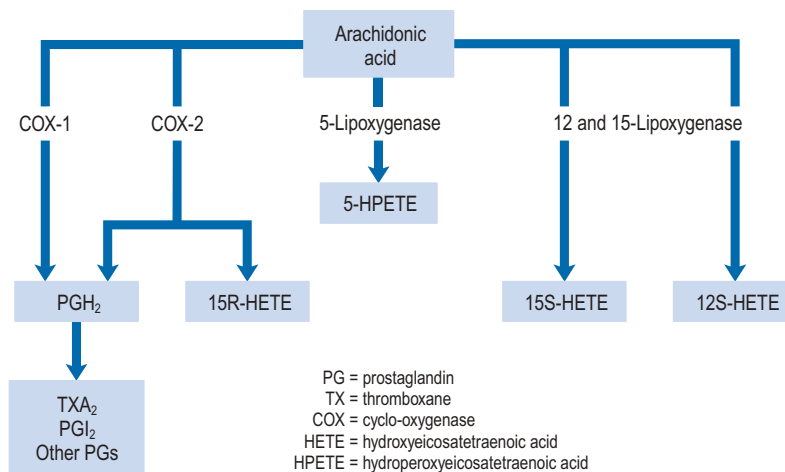 Arachidonic
acid
COX-1
COX-2
5-Lipoxygenase
12 and 15-Lipoxygenase
5-HPETE
PGH₂
15R-HETE
15S-HETE
12S-HETE
TXA₂
PGI₂
Other PGs
PG = prostaglandin
TX = thromboxane
COX = cyclo-oxygenase
HETE = hydroxyeicosatetraenoic acid
HPETE = hydroperoxyeicosatetraenoic acid